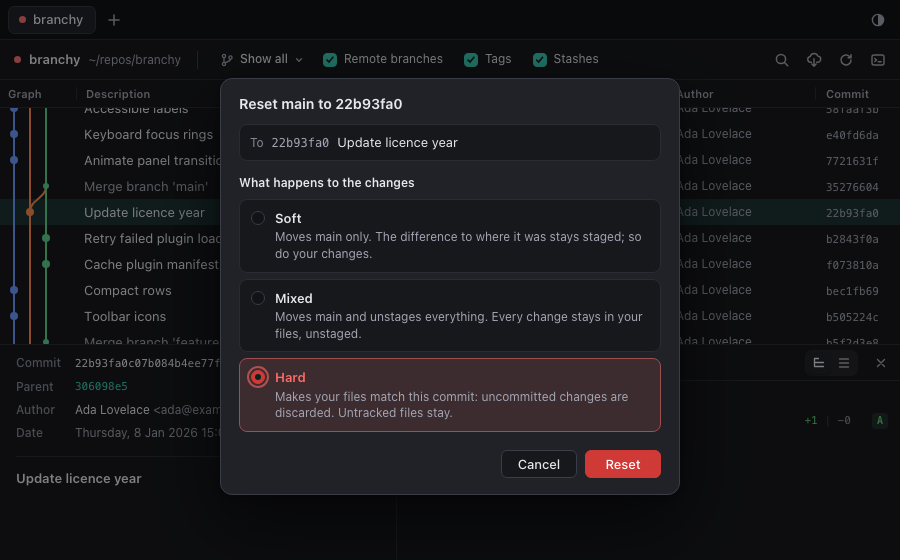 branchy
branchy ~/repos/branchy Show all Remote branches Tags Stashes
Graph Description Author Commit
Accessible labels Ada Lovelace 58faaf3b
Keyboard focus rings Ada Lovelace e40fd6da
Animate panel transitio Ada Lovelace 7721631f
Merge branch 'main' Ada Lovelace 35276604
Update licence year Ada Lovelace 22b93fa0
Retry failed plugin load Ada Lovelace b2843f0a
Cache plugin manifest Ada Lovelace f073810a
Compact rows Ada Lovelace bec1fb69
Toolbar icons Ada Lovelace b505224c
Merge branch 'feature Ada Lovelace b5f2d3e8
Reset main to 22b93fa0
To 22b93fa0 Update licence year
What happens to the changes
Soft
Moves main only. The difference to where it was stays staged; so
do your changes.
Mixed
Moves main and unstages everything. Every change stays in your
files, unstaged.
Hard
Makes your files match this commit: uncommitted changes are
discarded. Untracked files stay.
Cancel Reset
Commit 22b93fa0c07b084b4ee77f
Parent 306098e5
Author Ada Lovelace <ada@exam
Date Thursday, 8 Jan 2026 15:0
Update licence year
+1 −0 A